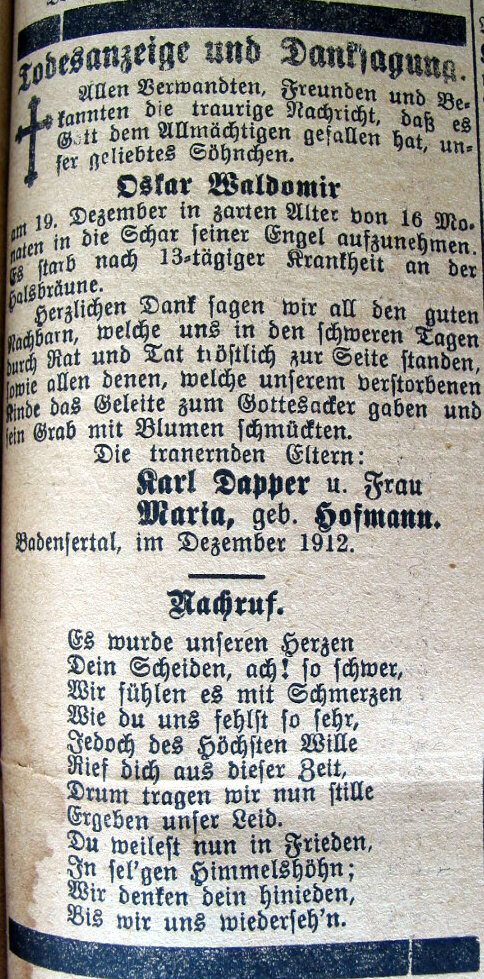 Todesanzeige und Danksagung.
Allen Verwandten, Freunden und Be-
kannten die traurige Nachricht, daß es
Gott dem Allmächtigen gefallen hat, un-
ser geliebtes Söhnchen.
Oskar Waldomir
am 19. Dezember in zarten Alter von 16 Mo-
naten in die Schar seiner Engel aufzunehmen.
Es starb nach 13-tägiger Krankheit an der
Halsbräune.
Herzlichen Dank sagen wir all den guten
Nachbarn, welche uns in den schweren Tagen
durch Rat und Tat tröstlich zur Seite standen,
sowie allen denen, welche unserem verstorbenen
Kinde das Geleite zum Gottesacker gaben und
sein Grab mit Blumen schmückten.
Die tranernden Eltern:
Karl Dapper u. Frau
Maria, geb. Hofmann.
Badensertal, im Dezember 1912.
Nachruf.
Es wurde unseren Herzen
Dein Scheiden, ach! so schwer,
Wir fühlen es mit Schmerzen
Wie du uns fehlst so sehr,
Jedoch des Höchsten Wille
Rief dich aus dieser Zeit,
Drum tragen wir nun stille
Ergeben unser Leid.
Du weilest nun in Frieden,
In sel'gen Himmelshöhn;
Wir denken dein hinieden,
Bis wir uns wiederseh'n.